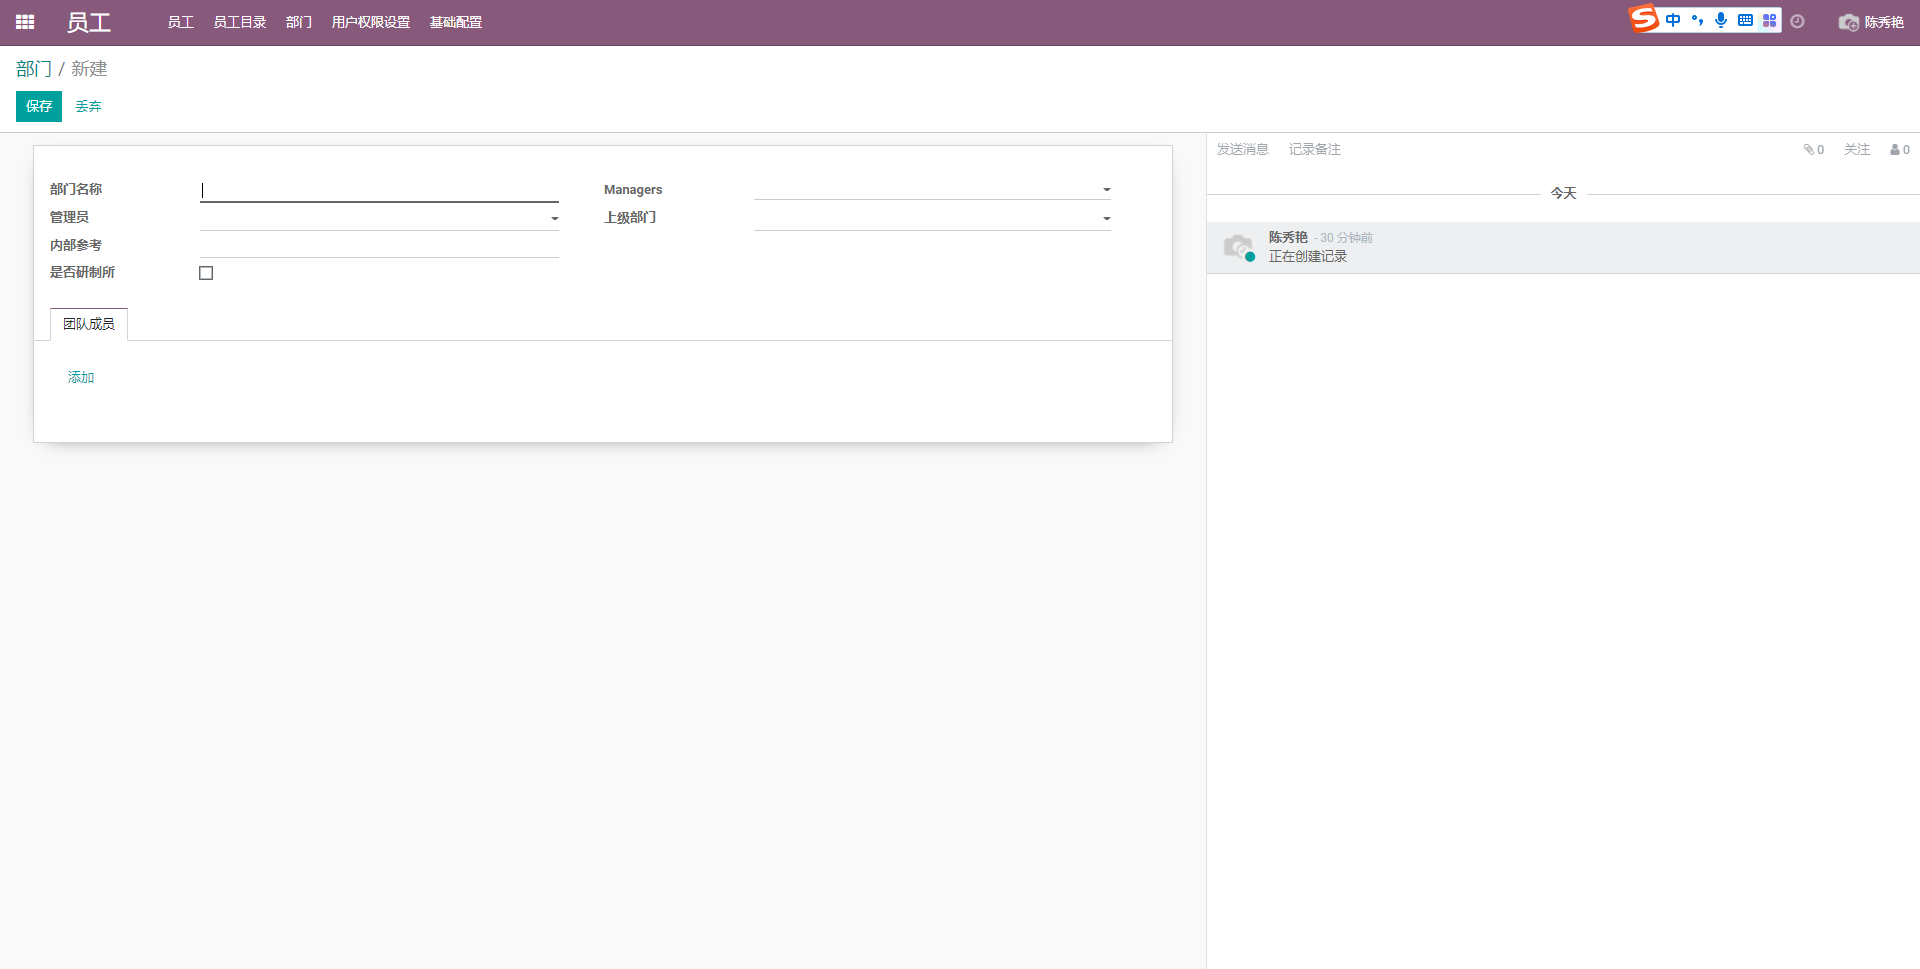 员工 员工 员工目录 部门 用户权限设置 基础配置 中 陈秀艳
部门 / 新建
保存 丢弃
发送消息 记录备注 0 关注 0
部门名称 Managers
管理员 上级部门
内部参考
是否研制所
今天
陈秀艳 - 30 分钟前
正在创建记录
团队成员
添加